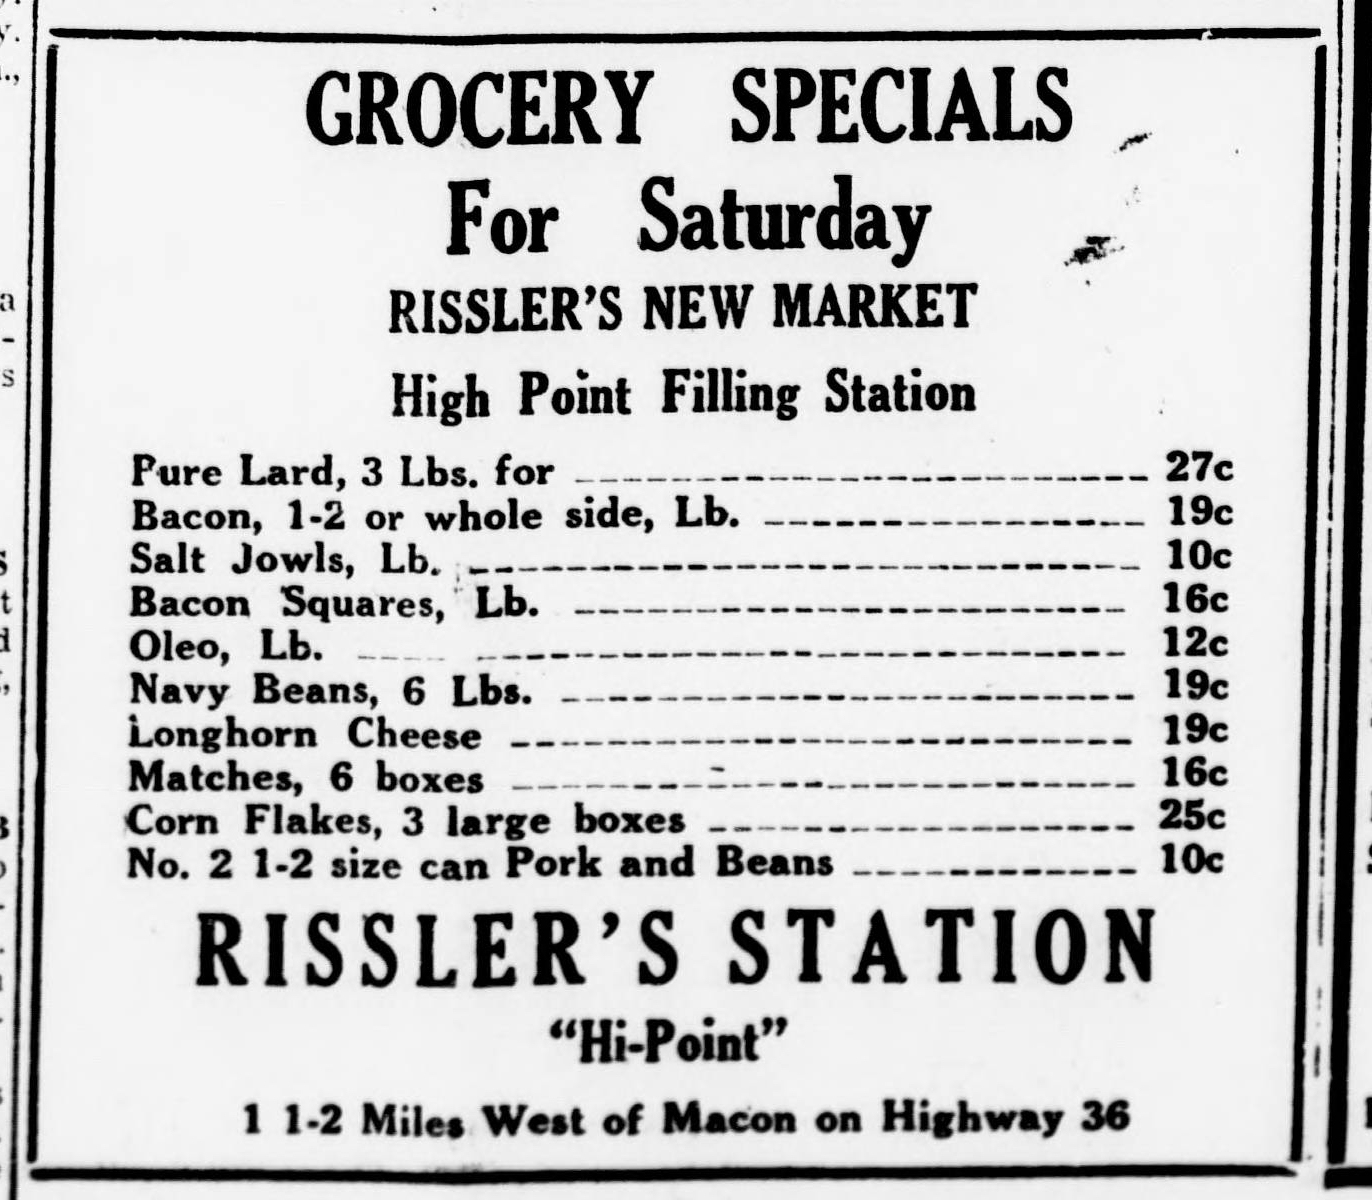 GROCERY SPECIALS
For Saturday
RISSLER'S NEW MARKET
High Point Filling Station
Pure Lard, 3 Lbs. for 27c
Bacon, 1-2 or whole side, Lb. 19c
Salt Jowls, Lb. 10c
Bacon Squares, Lb. 16c
Oleo, Lb. 12c
Navy Beans, 6 Lbs. 19c
Longhorn Cheese 19c
Matches, 6 boxes 16c
Corn Flakes, 3 large boxes 25c
No. 2 1-2 size can Pork and Beans 10c
RISSLER'S STATION
"Hi-Point"
1 1-2 Miles West of Macon on Highway 36